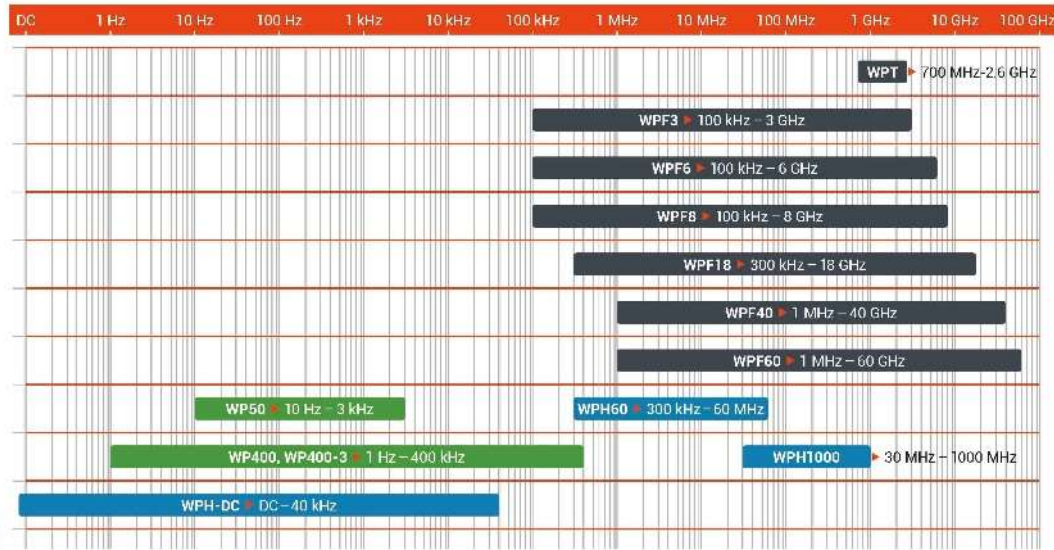 DC 1 Hz 10 Hz 100 Hz 1 kHz 10 kHz 100 kHz 1 MHz 10 MHz 100 MHz 1 GHz 10 GHz 100 GHz
WPT ▶ 700 MHz-2,6 GHz
WPF3 ▶ 100 kHz – 3 GHz
WPF6 ▶ 100 kHz – 6 GHz
WPF8 ▶ 100 kHz – 8 GHz
WPF18 ▶ 300 kHz – 18 GHz
WPF40 ▶ 1 MHz – 40 GHz
WPF60 ▶ 1 MHz – 60 GHz
WP50 ▶ 10 Hz – 3 kHz WPH60 ▶ 300 kHz – 60 MHz
WP400, WP400-3 ▶ 1 Hz – 400 kHz WPH1000 ▶ 30 MHz – 1000 MHz
WPH-DC ▶ DC – 40 kHz